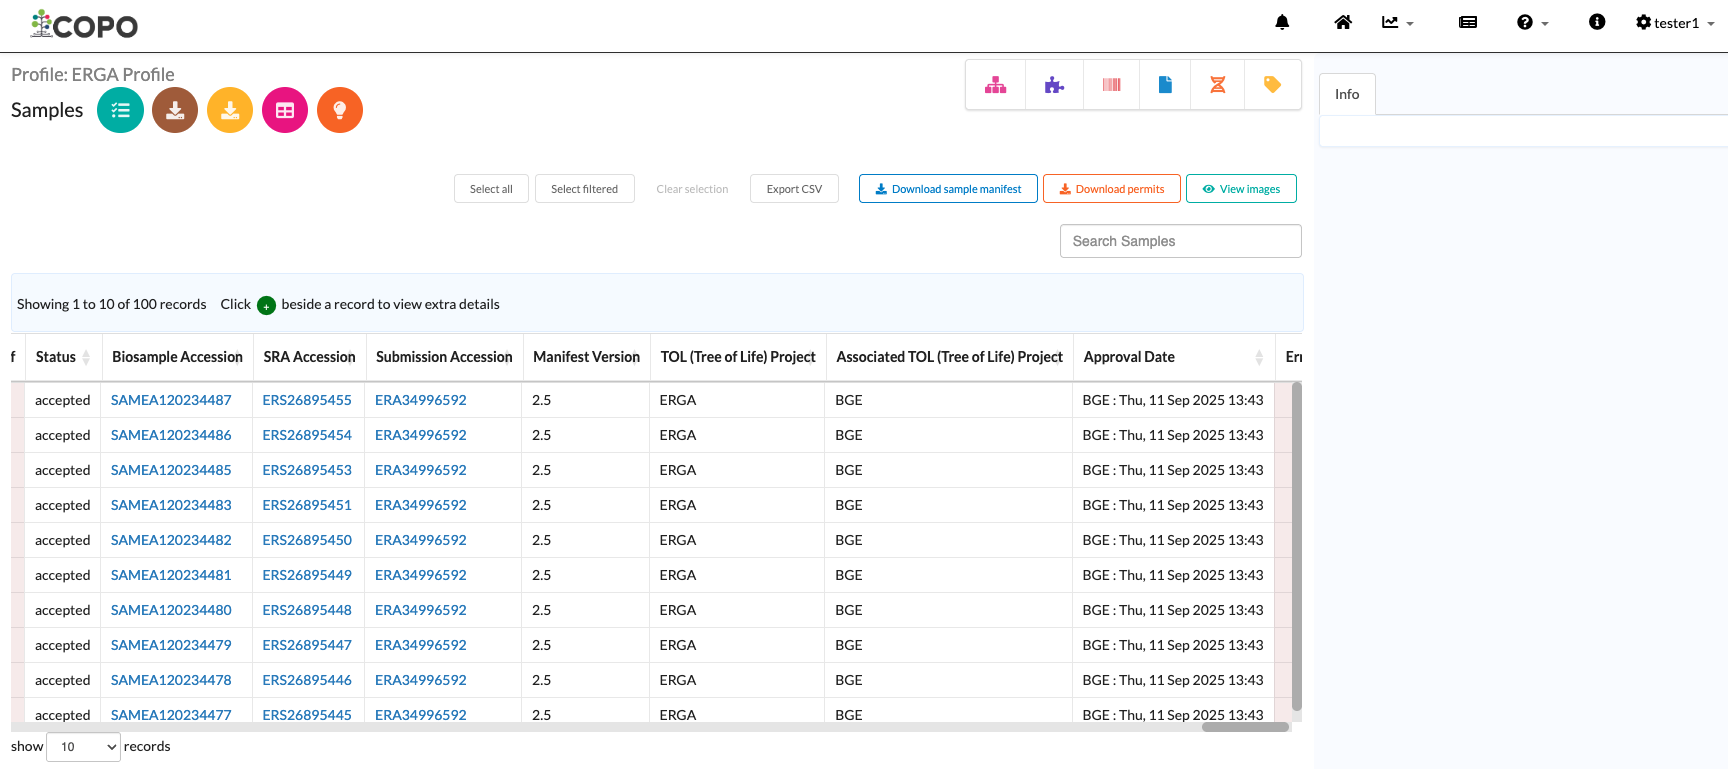 COPO
tester1
Profile: ERGA Profile
Samples
Info
Select all
Select filtered
Clear selection
Export CSV
Download sample manifest
Download permits
View images
Search Samples
Showing 1 to 10 of 100 records Click + beside a record to view extra details
f Status Biosample Accession SRA Accession Submission Accession Manifest Version TOL (Tree of Life) Project Associated TOL (Tree of Life) Project Approval Date
accepted SAMEA120234487 ERS26895455 ERA34996592 2.5 ERGA BGE BGE : Thu, 11 Sep 2025 13:43
accepted SAMEA120234486 ERS26895454 ERA34996592 2.5 ERGA BGE BGE : Thu, 11 Sep 2025 13:43
accepted SAMEA120234485 ERS26895453 ERA34996592 2.5 ERGA BGE BGE : Thu, 11 Sep 2025 13:43
accepted SAMEA120234483 ERS26895451 ERA34996592 2.5 ERGA BGE BGE : Thu, 11 Sep 2025 13:43
accepted SAMEA120234482 ERS26895450 ERA34996592 2.5 ERGA BGE BGE : Thu, 11 Sep 2025 13:43
accepted SAMEA120234481 ERS26895449 ERA34996592 2.5 ERGA BGE BGE : Thu, 11 Sep 2025 13:43
accepted SAMEA120234480 ERS26895448 ERA34996592 2.5 ERGA BGE BGE : Thu, 11 Sep 2025 13:43
accepted SAMEA120234479 ERS26895447 ERA34996592 2.5 ERGA BGE BGE : Thu, 11 Sep 2025 13:43
accepted SAMEA120234478 ERS26895446 ERA34996592 2.5 ERGA BGE BGE : Thu, 11 Sep 2025 13:43
accepted SAMEA120234477 ERS26895445 ERA34996592 2.5 ERGA BGE BGE : Thu, 11 Sep 2025 13:43
show 10 records